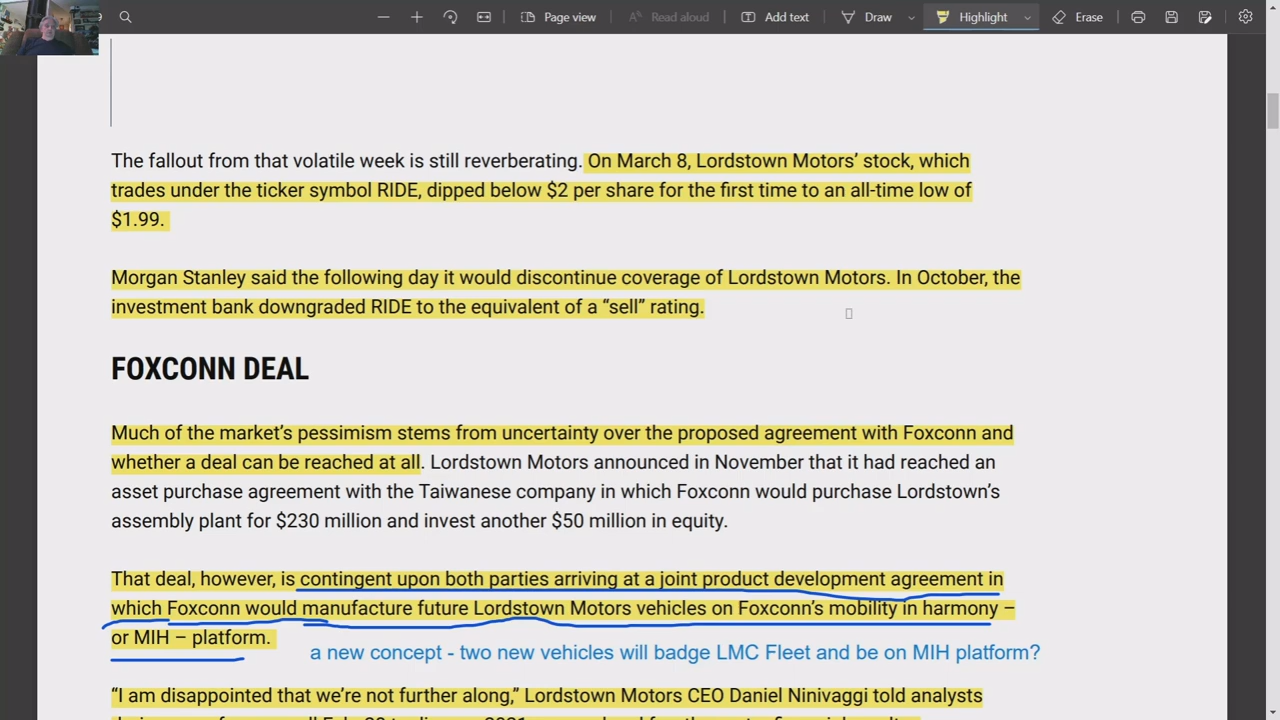 9
Page view
Read aloud
Add text
Draw
Highlight
Erase
The fallout from that volatile week is still reverberating. On March 8, Lordstown Motors’ stock, which
trades under the ticker symbol RIDE, dipped below $2 per share for the first time to an all-time low of
$1.99.
Morgan Stanley said the following day it would discontinue coverage of Lordstown Motors. In October, the
investment bank downgraded RIDE to the equivalent of a “sell” rating.
FOXCONN DEAL
Much of the market’s pessimism stems from uncertainty over the proposed agreement with Foxconn and
whether a deal can be reached at all. Lordstown Motors announced in November that it had reached an
asset purchase agreement with the Taiwanese company in which Foxconn would purchase Lordstown’s
assembly plant for $230 million and invest another $50 million in equity.
That deal, however, is contingent upon both parties arriving at a joint product development agreement in
which Foxconn would manufacture future Lordstown Motors vehicles on Foxconn’s mobility in harmony –
or MIH – platform.
a new concept - two new vehicles will badge LMC Fleet and be on MIH platform?
“I am disappointed that we’re not further along,” Lordstown Motors CEO Daniel Ninivaggi told analysts